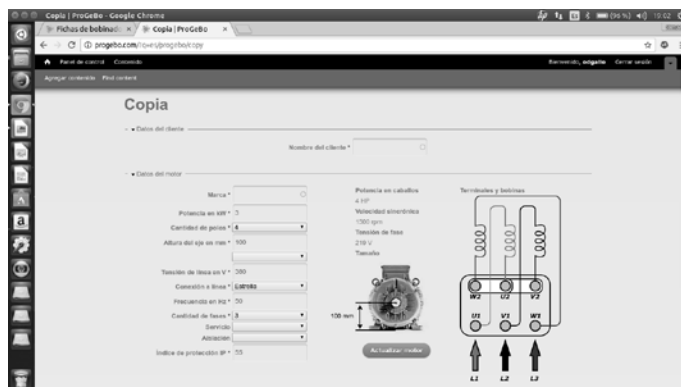 Copia | ProGeBo - Google Chrome
(96%) 19:02
Fichas de bobinado × Copia | ProGeBo ×
progebo.com
Panel de control Contenido Bienvenido, Cerrar sesión
Agregar contenido Find content
Copia
Datos del cliente
Nombre del cliente *
Datos del motor
Marca *
Potencia en kW * 3
Cantidad de polos * 4
Altura del eje en mm * 100
Tensión de línea en V * 380
Conexión a línea * Estrella
Frecuencia en Hz * 50
Cantidad de fases * 3
Servicio
Aislación
Índice de protección IP * 55
Potencia en caballos
4 HP
Velocidad sincrónica
1500 rpm
Tensión de fase
219 V
Tamaño
100 mm
Actualizar motor
Terminales y bobinas
W2 U2 V2
U1 V1 W1
L1 L2 L3